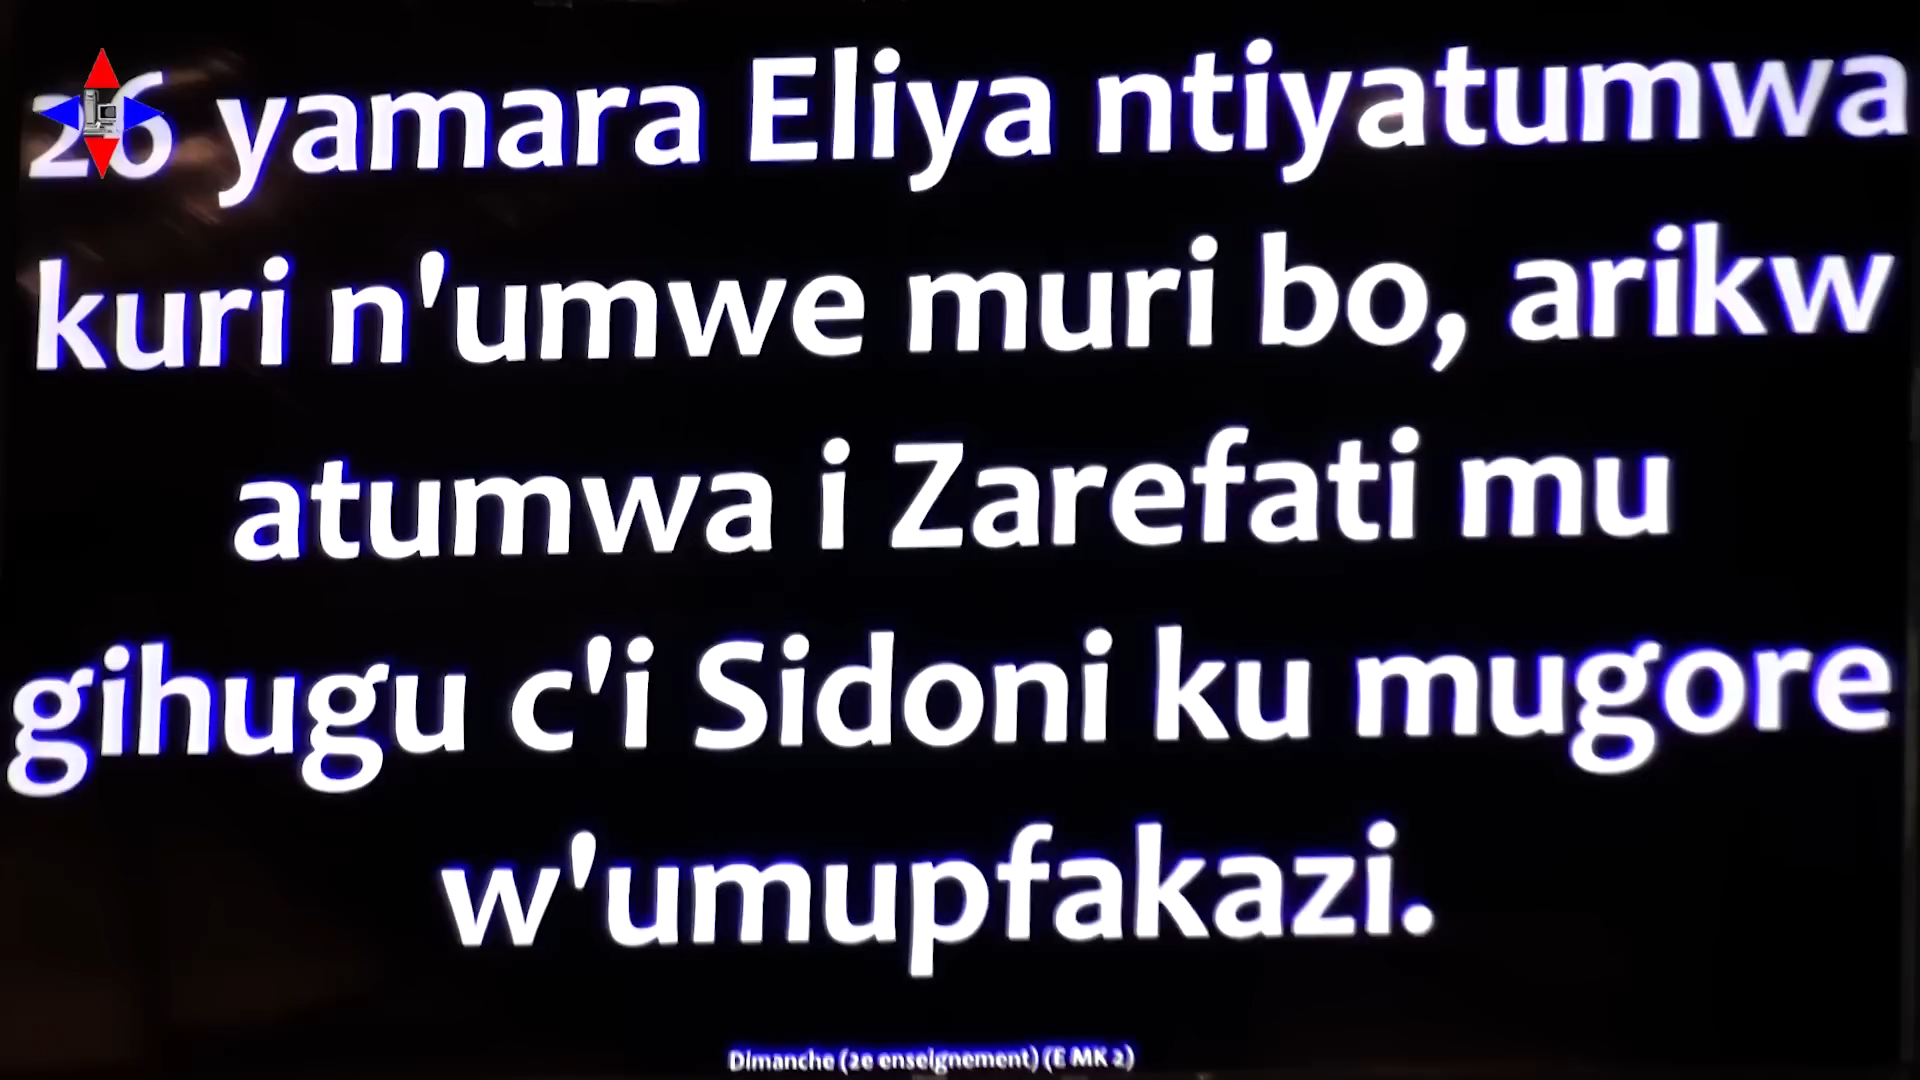 26 yamara Eliya ntiyatumwa
kuri n'umwe muri bo, arikw
atumwa i Zarefati mu
gihugu c'i Sidoni ku mugore
w'umupfakazi.
Dimanche (2e enseignement) (E MK 2)